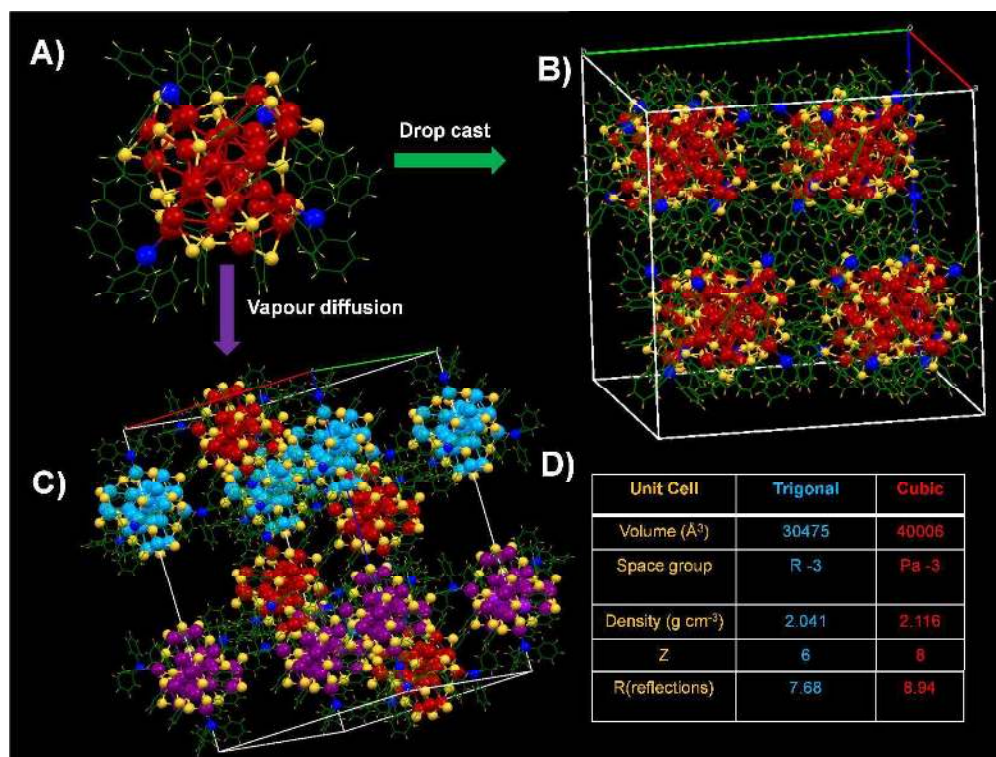 A)
B)
Drop cast
Vapour diffusion
C)
D)
Unit Cell Trigonal Cubic
Volume (Å³) 30475 40006
Space group R -3 Pa -3
Density (g cm⁻³) 2.041 2.116
Z 6 8
R(reflections) 7.68 8.94